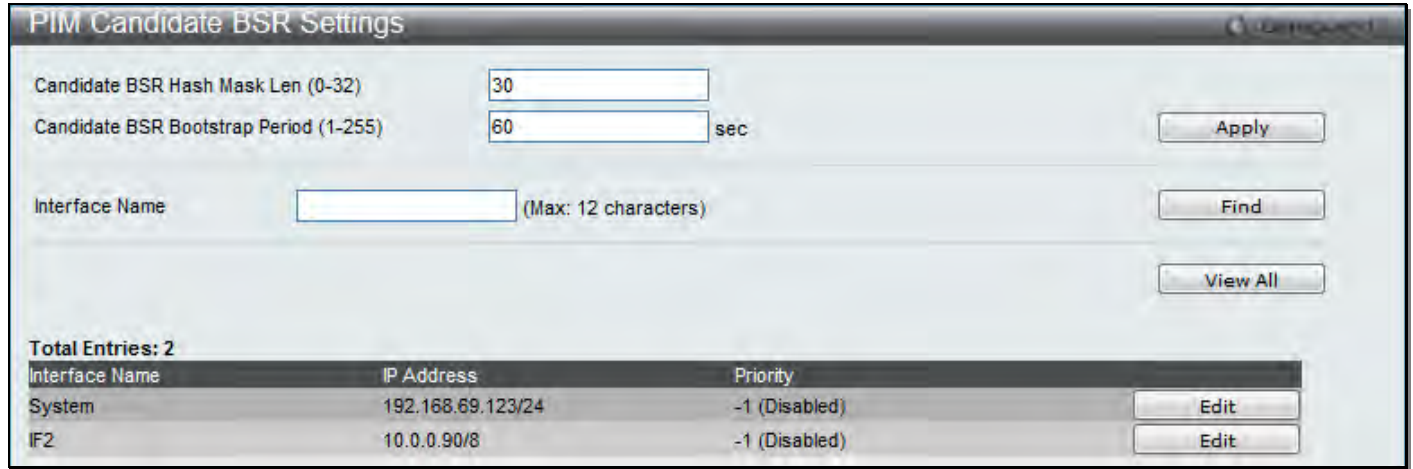 PIM Candidate BSR Settings
Candidate BSR Hash Mask Len (0-32) 30
Candidate BSR Bootstrap Period (1-255) 60 sec Apply
Interface Name (Max: 12 characters) Find
View All
Total Entries: 2
Interface Name IP Address Priority
System 192.168.69.123/24 -1 (Disabled) Edit
IF2 10.0.0.90/8 -1 (Disabled) Edit